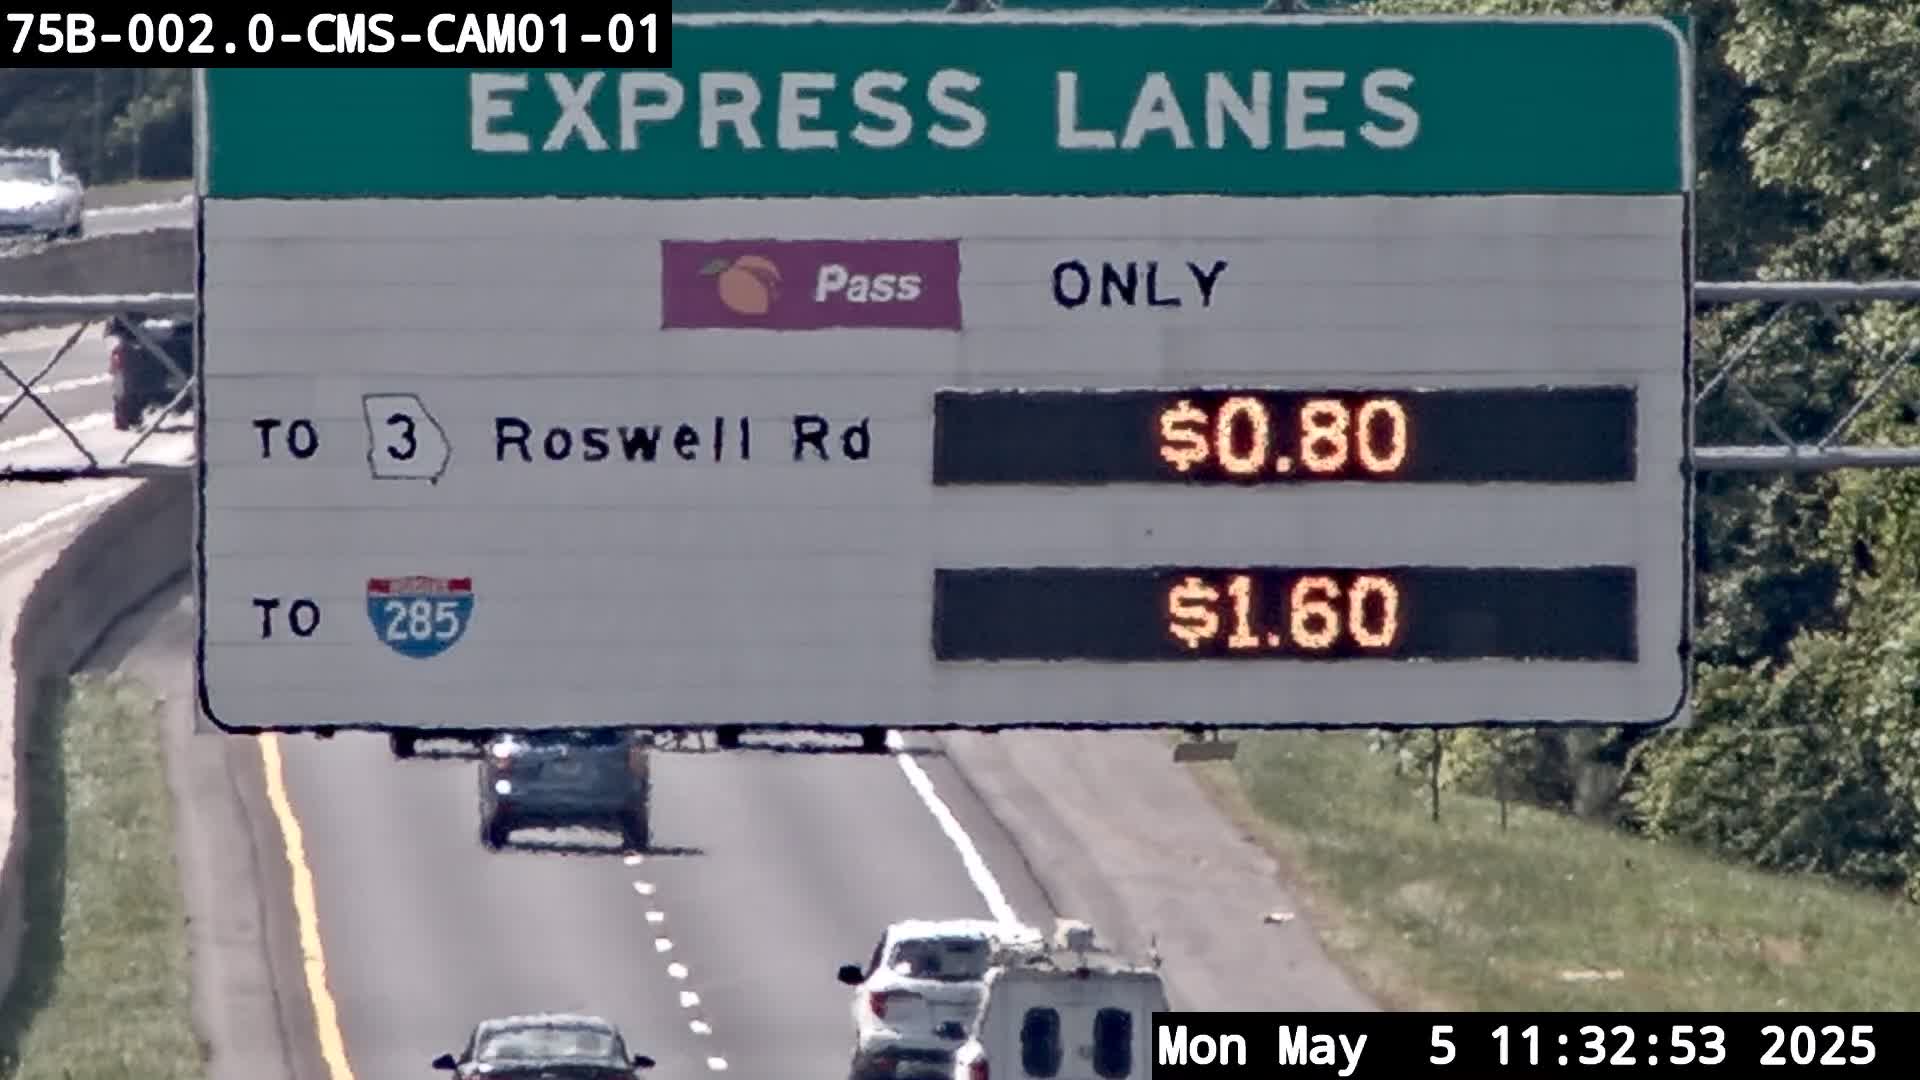 75B-002.0-CMS-CAM01-01
EXPRESS LANES
Pass ONLY
TO 3 Roswell Rd $0.80
TO 285 $1.60
Mon May 5 11:32:53 2025